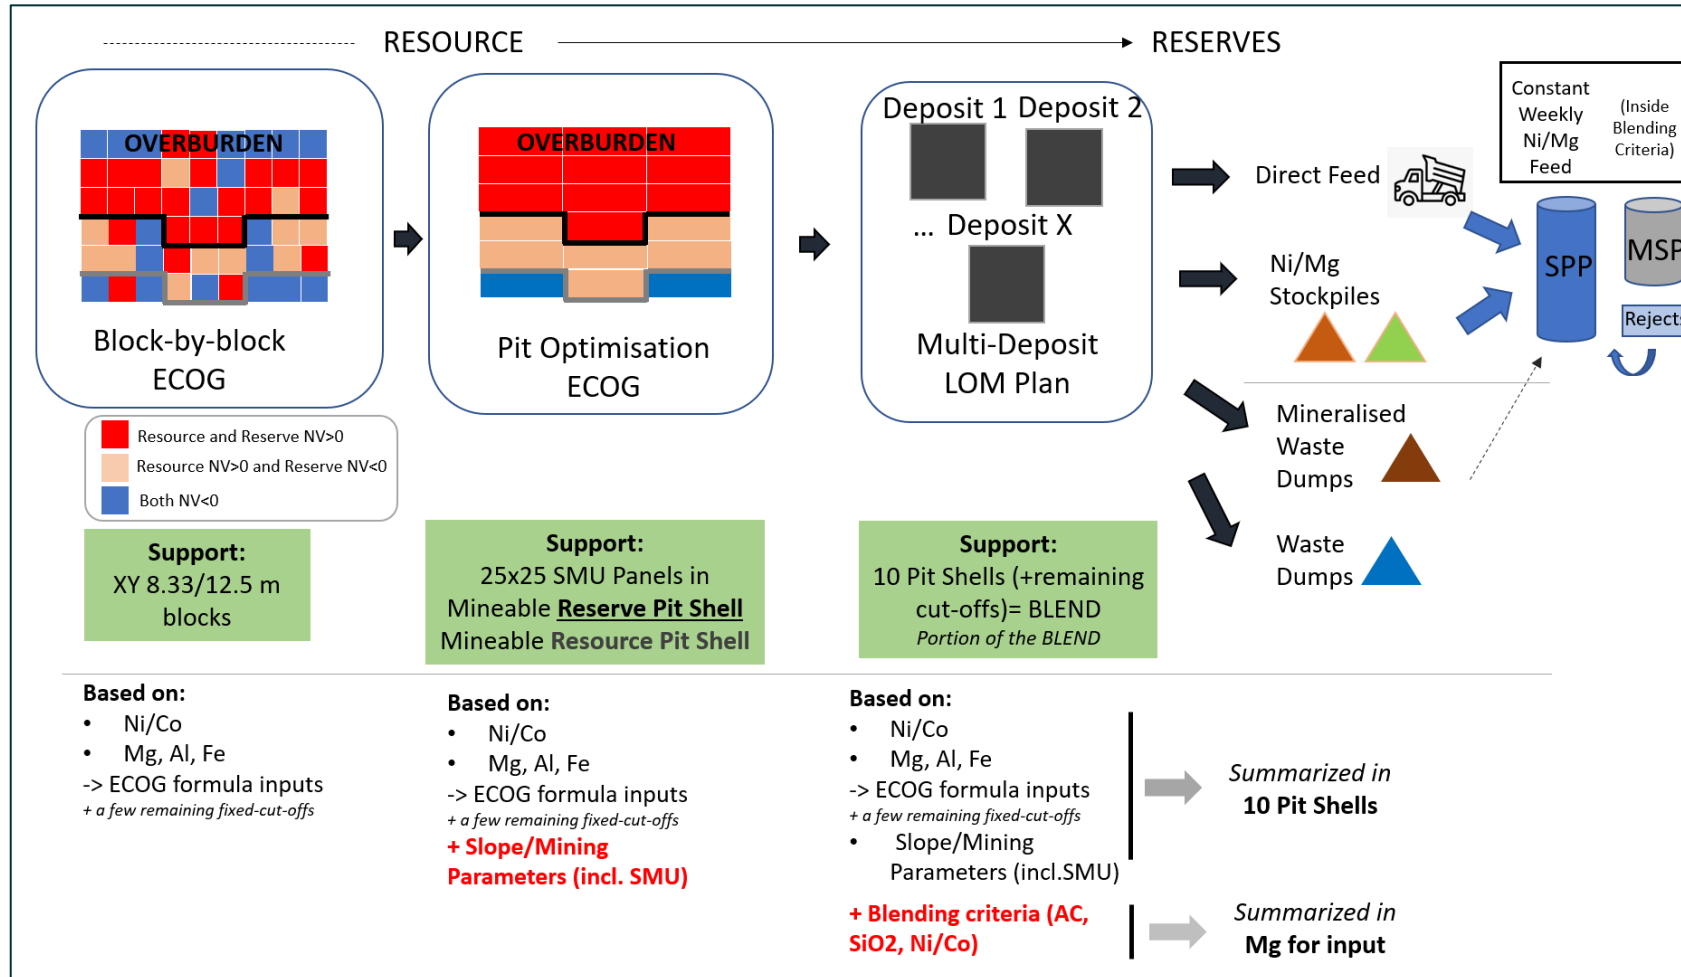 RESOURCE
RESERVES
OVERBURDEN
Block-by-block
ECOG
OVERBURDEN
Pit Optimisation
ECOG
Deposit 1
Deposit 2
... Deposit X
Multi-Deposit
LOM Plan
Direct Feed
Ni/Mg
Stockpiles
Mineralised
Waste
Dumps
Waste
Dumps
Constant
Weekly
Ni/Mg
Feed
(Inside
Blending
Criteria)
SPP
MSP
Rejects
Resource and Reserve NV>0
Resource NV>0 and Reserve NV<0
Both NV<0
Support:
XY 8.33/12.5 m
blocks
Support:
25x25 SMU Panels in
Mineable Reserve Pit Shell
Mineable Resource Pit Shell
Support:
10 Pit Shells (+remaining
cut-offs)= BLEND
Portion of the BLEND
Based on:
• Ni/Co
• Mg, Al, Fe
-> ECOG formula inputs
+ a few remaining fixed-cut-offs
Based on:
• Ni/Co
• Mg, Al, Fe
-> ECOG formula inputs
+ a few remaining fixed-cut-offs
+ Slope/Mining
Parameters (incl. SMU)
Based on:
• Ni/Co
• Mg, Al, Fe
-> ECOG formula inputs
+ a few remaining fixed-cut-offs
• Slope/Mining
Parameters (incl.SMU)
+ Blending criteria (AC,
SiO2, Ni/Co)
Summarized in
10 Pit Shells
Summarized in
Mg for input